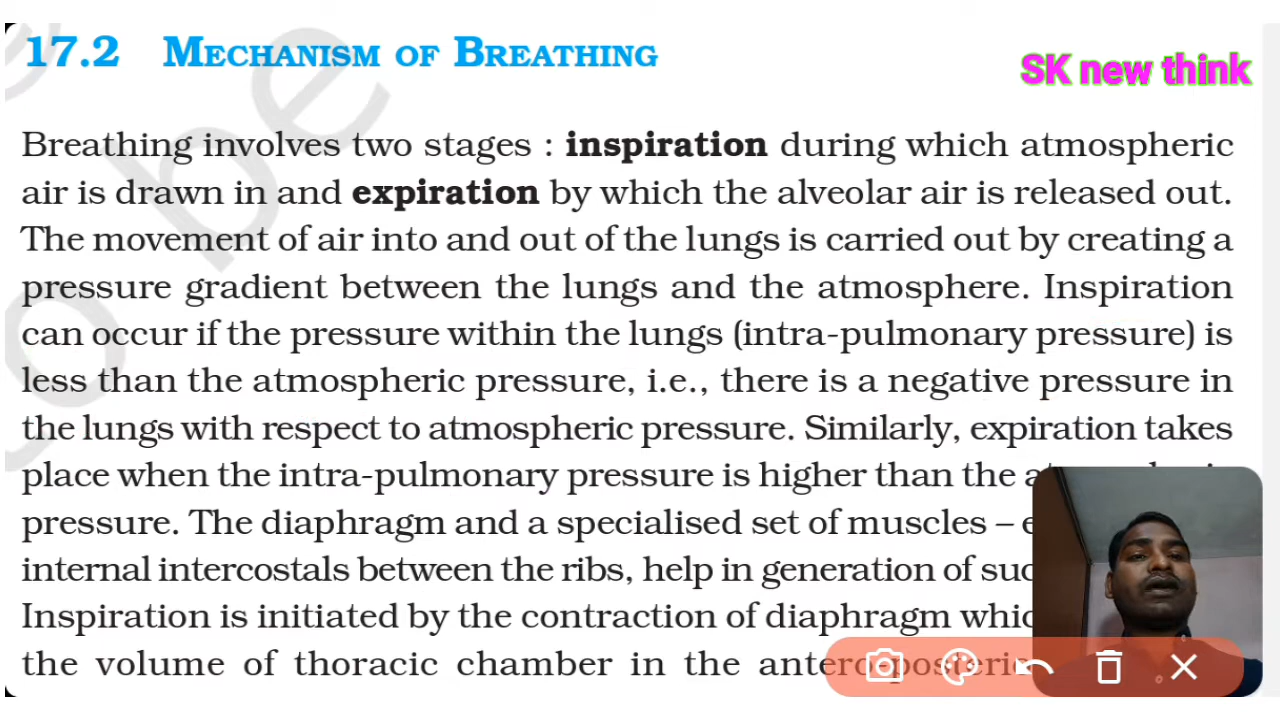 17.2 MECHANISM OF BREATHING
SK new think
Breathing involves two stages : inspiration during which atmospheric
air is drawn in and expiration by which the alveolar air is released out.
The movement of air into and out of the lungs is carried out by creating a
pressure gradient between the lungs and the atmosphere. Inspiration
can occur if the pressure within the lungs (intra-pulmonary pressure) is
less than the atmospheric pressure, i.e., there is a negative pressure in
the lungs with respect to atmospheric pressure. Similarly, expiration takes
place when the intra-pulmonary pressure is higher than the
pressure. The diaphragm and a specialised set of muscles –
internal intercostals between the ribs, help in generation of
Inspiration is initiated by the contraction of diaphragm
the volume of thoracic chamber in the